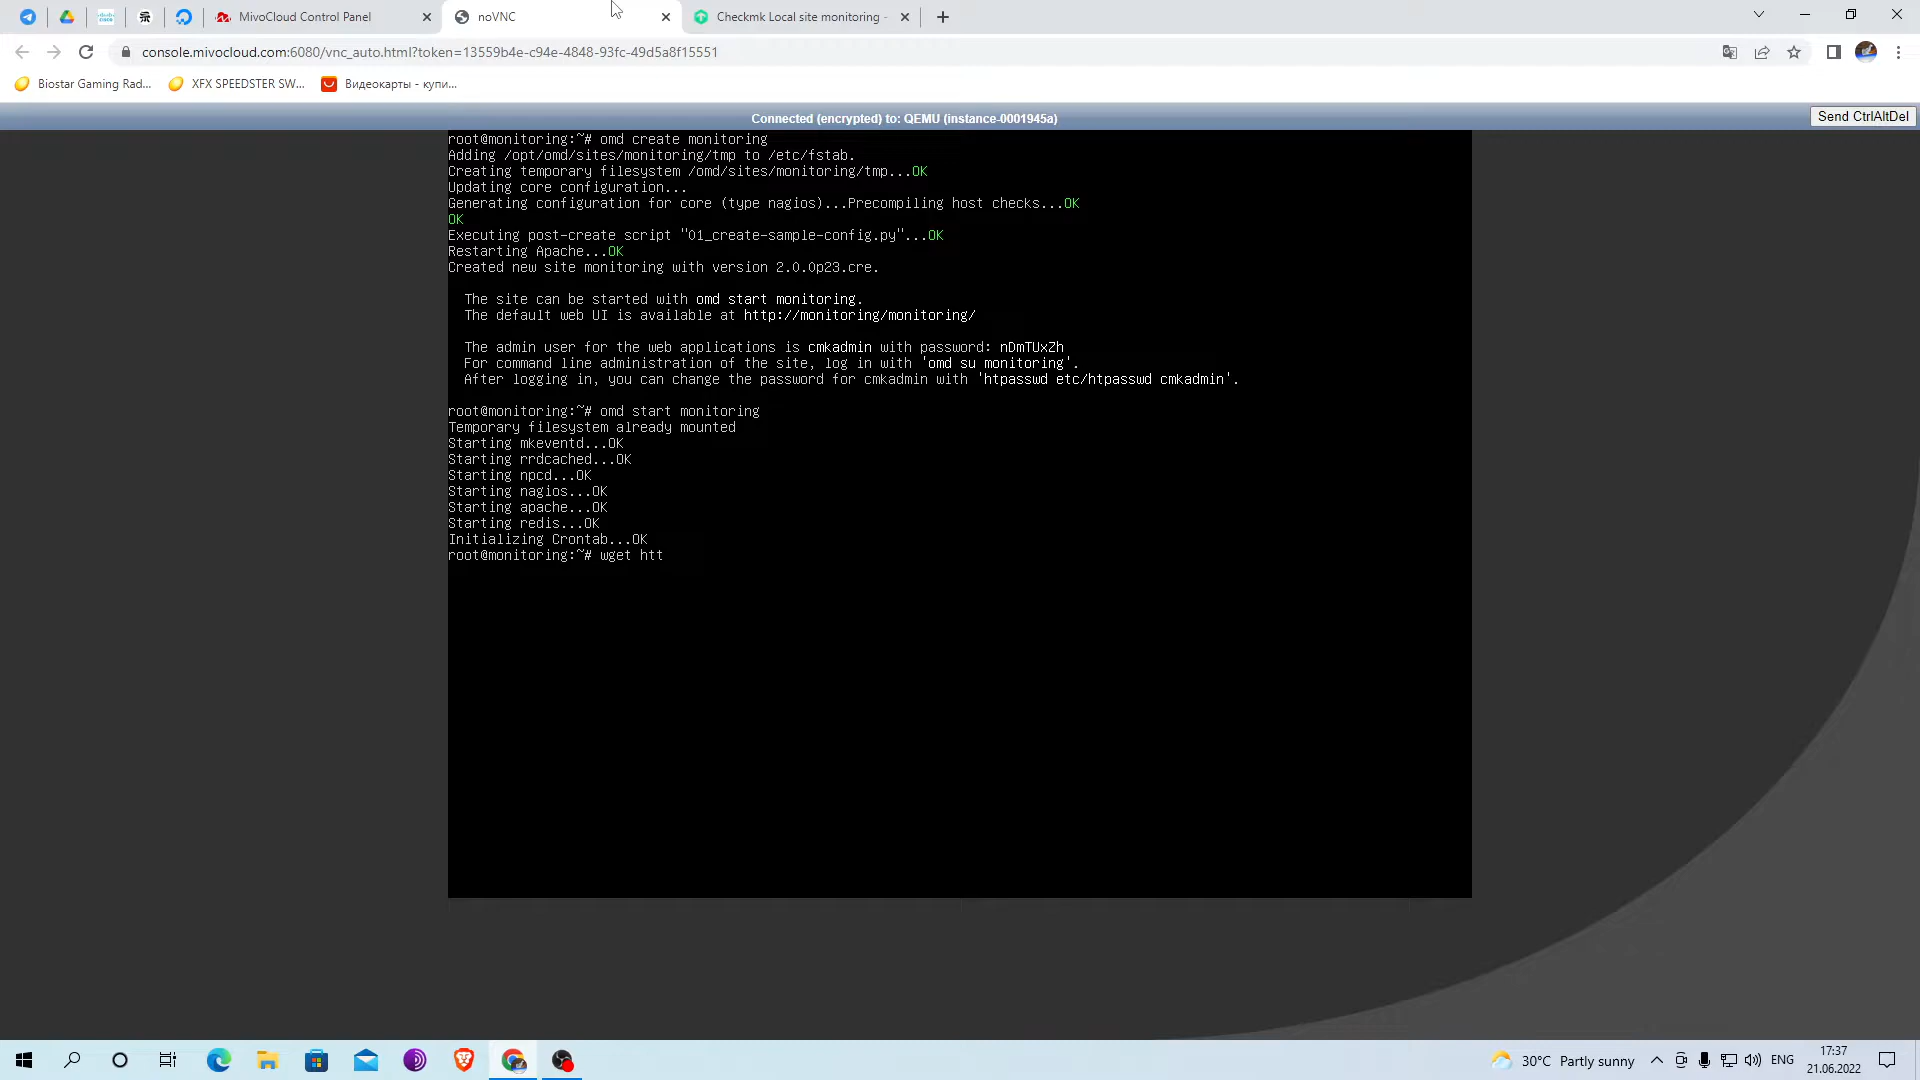 MivoCloud Control Panel
noVNC
Checkmk Local site monitoring -
console.mivocloud.com:6080/vnc_auto.html?token=13559b4e-c94e-4848-93fc-49d5a8f15551
Biostar Gaming Rad...
XFX SPEEDSTER SW...
Видеокарты - купи...
Connected (encrypted) to: QEMU (instance-0001945a)
Send CtrlAltDel
root@monitoring:~# omd create monitoring
Adding /opt/omd/sites/monitoring/tmp to /etc/fstab.
Creating temporary filesystem /omd/sites/monitoring/tmp...OK
Updating core configuration...
Generating configuration for core (type nagios)...Precompiling host checks...OK
OK
Executing post-create script "01_create-sample-config.py"...OK
Restarting Apache...OK
Created new site monitoring with version 2.0.0p23.cre.
The site can be started with omd start monitoring.
The default web UI is available at http://monitoring/monitoring/
The admin user for the web applications is cmkadmin with password: nDmTUxZh
For command line administration of the site, log in with 'omd su monitoring'.
After logging in, you can change the password for cmkadmin with 'htpasswd etc/htpasswd cmkadmin'.
root@monitoring:~# omd start monitoring
Temporary filesystem already mounted
Starting mkeventd...OK
Starting rrdcached...OK
Starting npcd...OK
Starting nagios...OK
Starting apache...OK
Starting redis...OK
Initializing Crontab...OK
root@monitoring:~# wget htt
30°C Partly sunny
ENG
17:37
21.06.2022